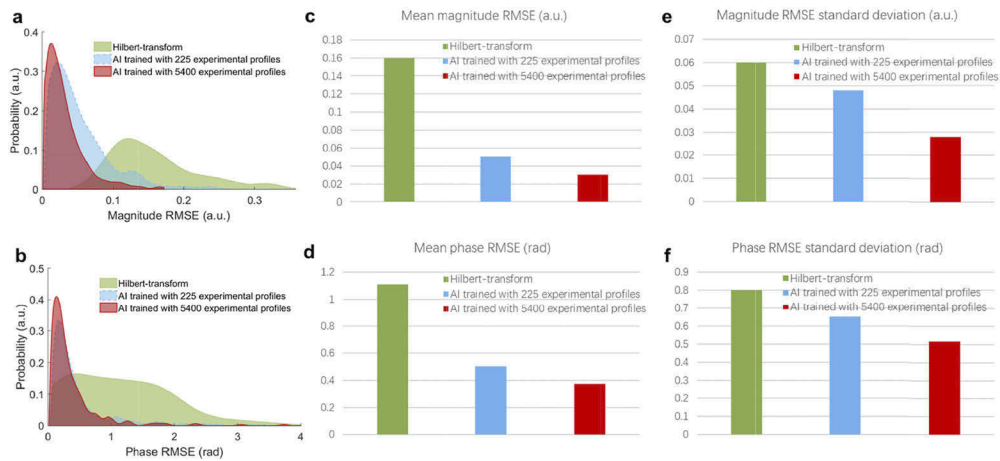 a
0.4
0.3
0.2
0.1
0
Probability (a.u.)
Hilbert-transform
AI trained with 225 experimental profiles
AI trained with 5400 experimental profiles
0
0.1
0.2
0.3
Magnitude RMSE (a.u.)
c
Mean magnitude RMSE (a.u.)
0.18
0.16
0.14
0.12
0.1
0.08
0.06
0.04
0.02
0
Hilbert-transform
AI trained with 225 experimental profiles
AI trained with 5400 experimental profiles
e
Magnitude RMSE standard deviation (a.u.)
0.07
0.06
0.05
0.04
0.03
0.02
0.01
0
Hilbert-transform
AI trained with 225 experimental profiles
AI trained with 5400 experimental profiles
b
0.5
0.4
0.3
0.2
0.1
0
Probability (a.u.)
Hilbert-transform
AI trained with 225 experimental profiles
AI trained with 5400 experimental profiles
0
1
2
3
4
Phase RMSE (rad)
d
Mean phase RMSE (rad)
1.2
1
0.8
0.6
0.4
0.2
0
Hilbert-transform
AI trained with 225 experimental profiles
AI trained with 5400 experimental profiles
f
Phase RMSE standard deviation (rad)
0.9
0.8
0.7
0.6
0.5
0.4
0.3
0.2
0.1
0
Hilbert-transform
AI trained with 225 experimental profiles
AI trained with 5400 experimental profiles